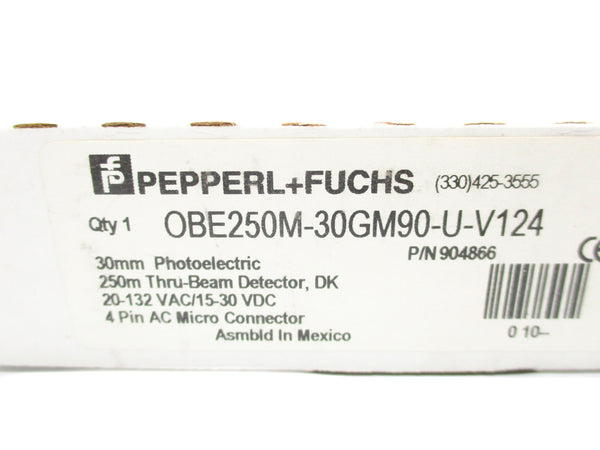 PEPPERL+FUCHS (330)425-3555
Qty 1 OBE250M-30GM90-U-V124
P/N 904866
30mm Photoelectric
250m Thru-Beam Detector, DK
20-132 VAC/15-30 VDC
4 Pin AC Micro Connector
Asmbld In Mexico
CE
0 10--